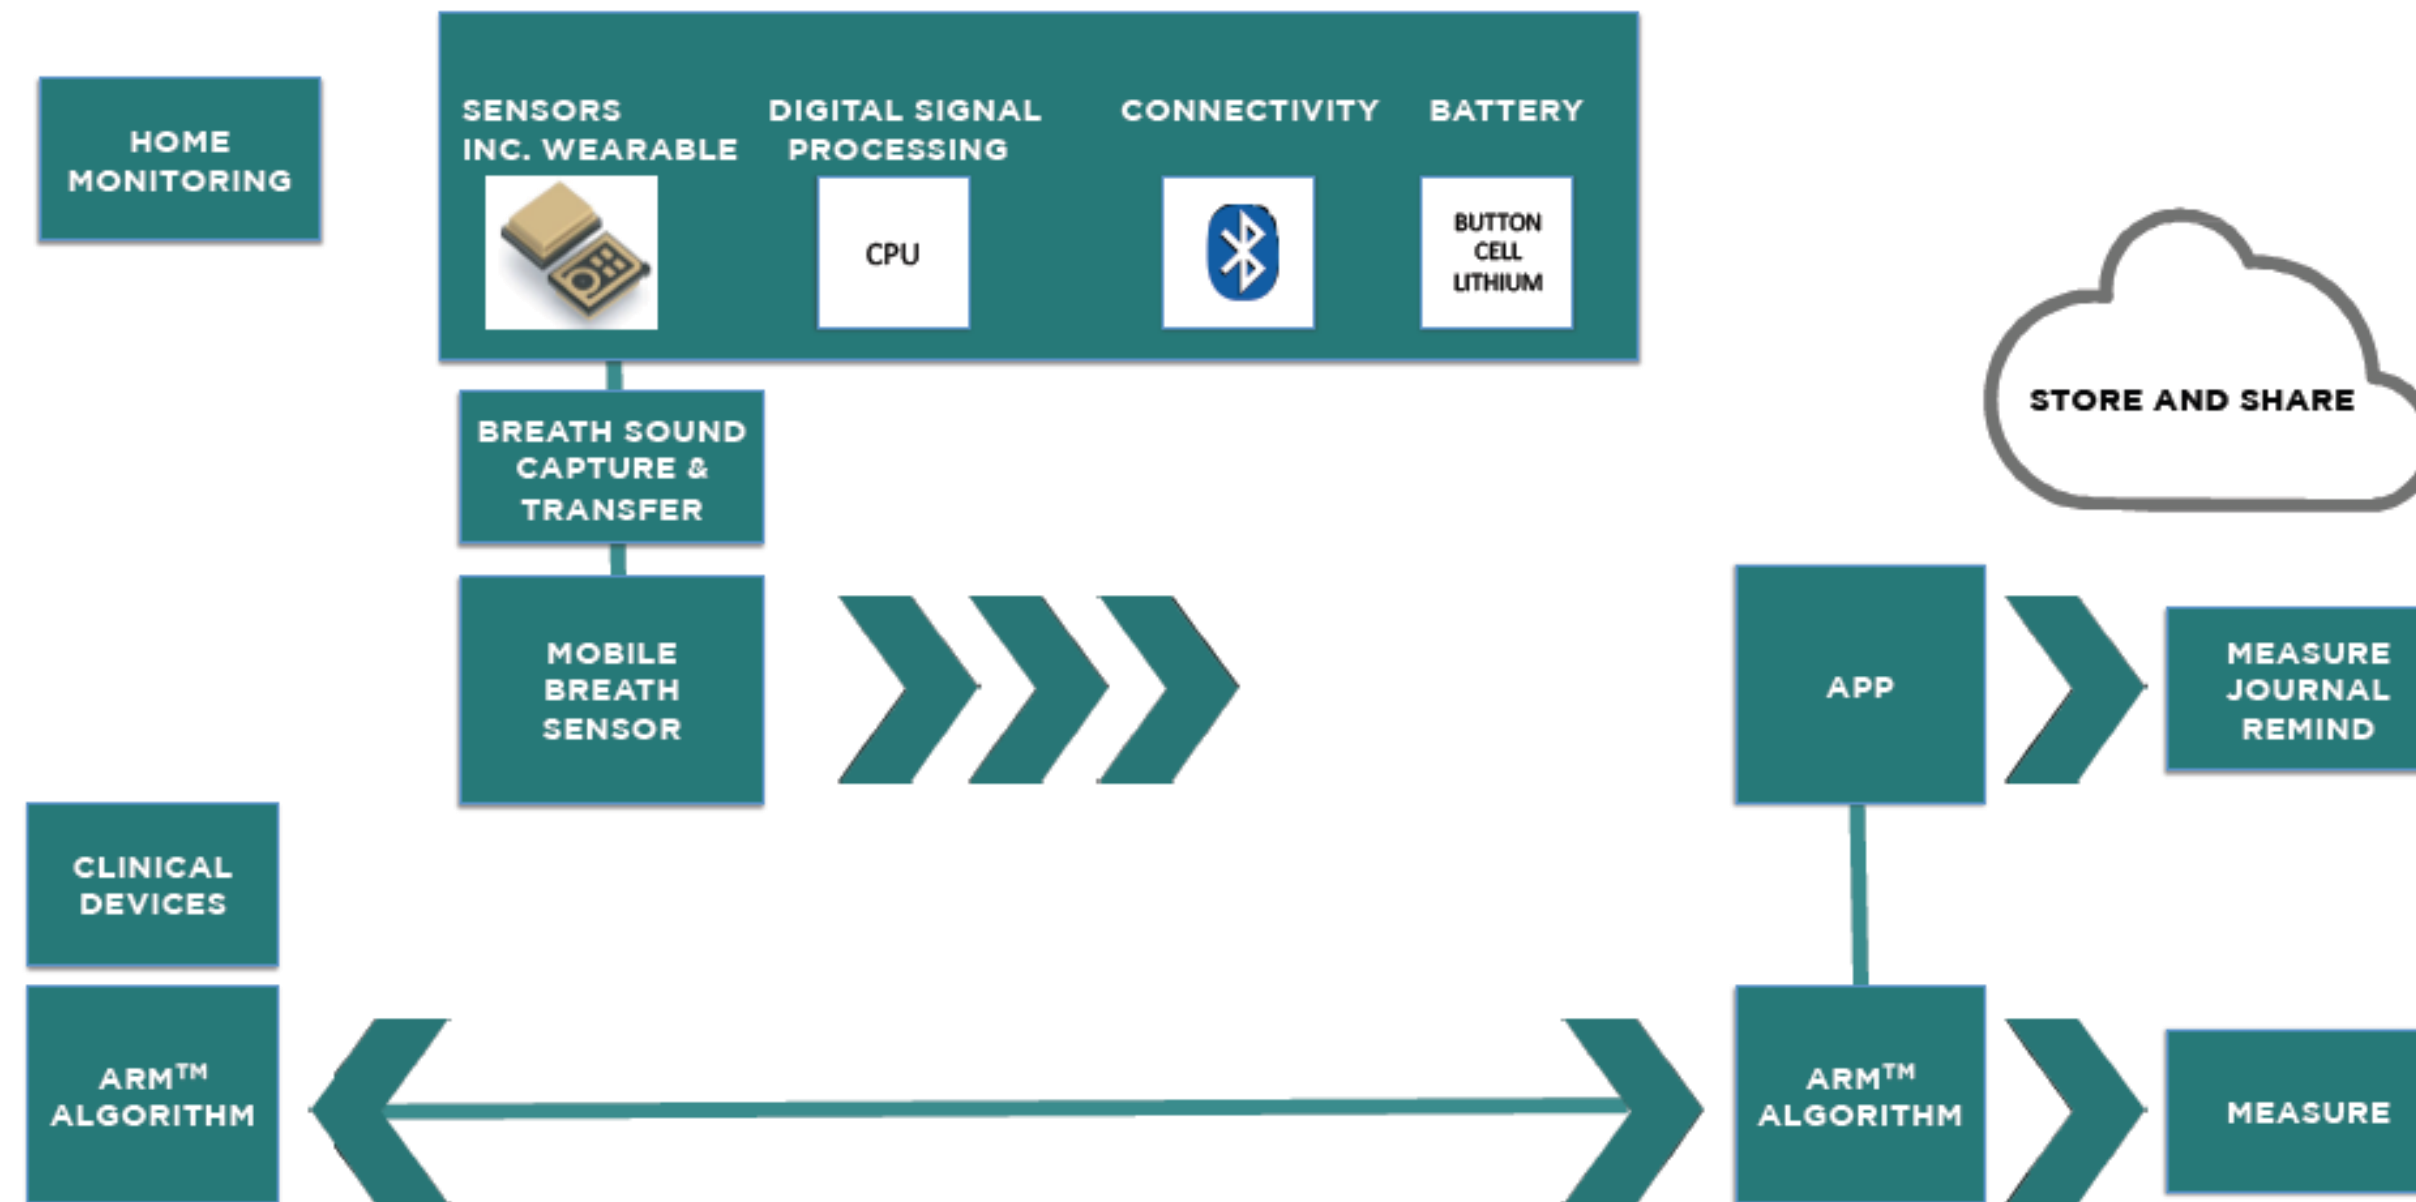 HOME
MONITORING
SENSORS
INC. WEARABLE
DIGITAL SIGNAL
PROCESSING
CONNECTIVITY
BATTERY
CPU
BUTTON
CELL
LITHIUM
BREATH SOUND
CAPTURE &
TRANSFER
STORE AND SHARE
MOBILE
BREATH
SENSOR
APP
MEASURE
JOURNAL
REMIND
CLINICAL
DEVICES
ARM™
ALGORITHM
ARM™
ALGORITHM
MEASURE